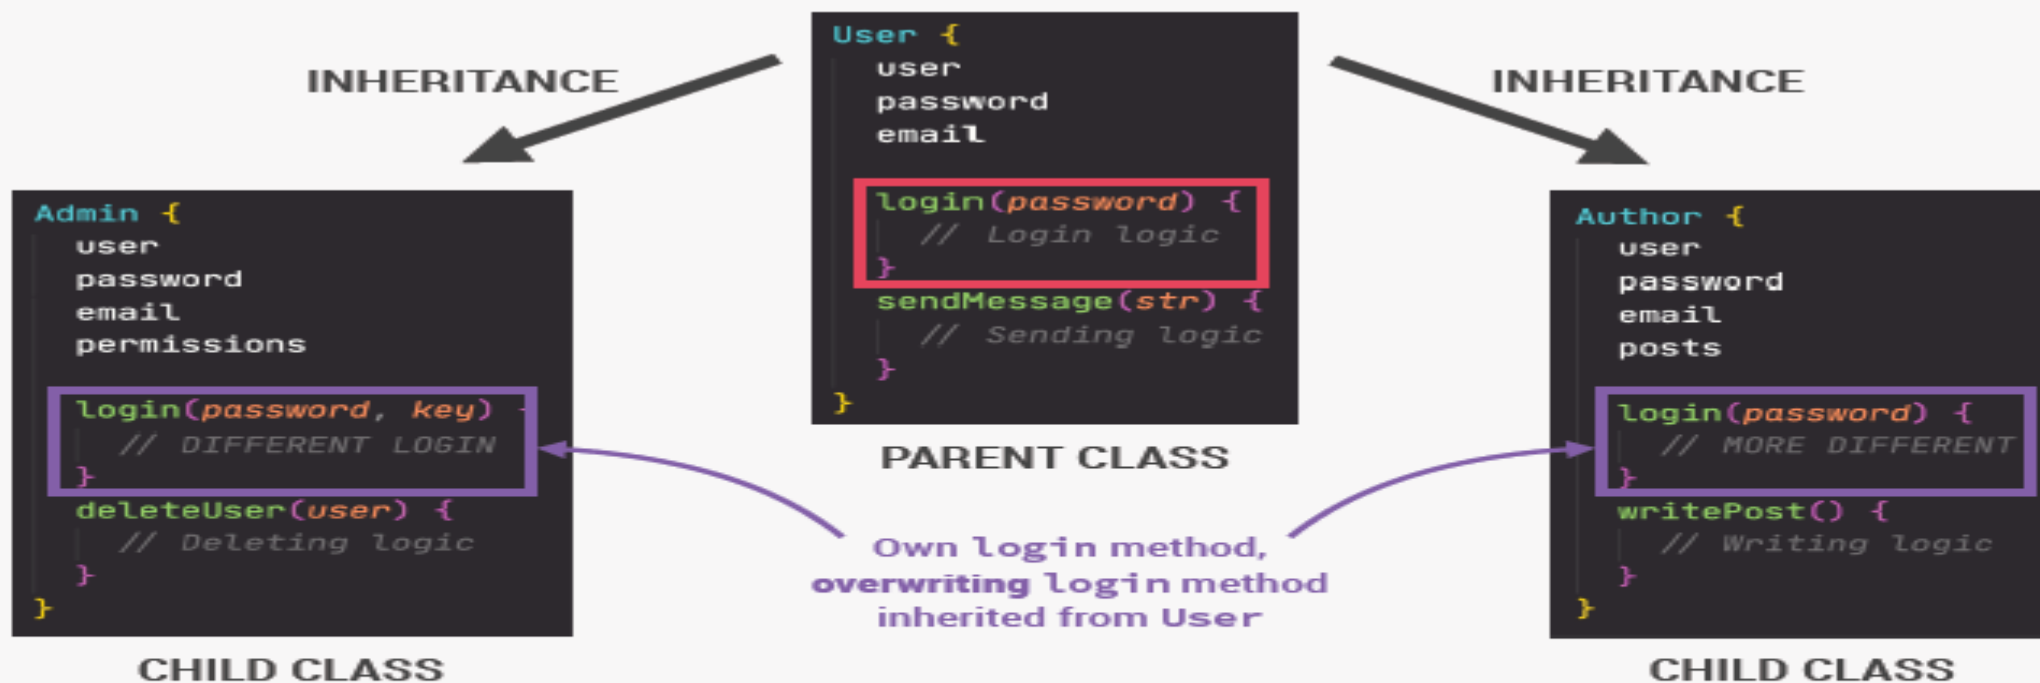 INHERITANCE
User {
user
password
email
login(password) {
// Login logic
}
sendMessage(str) {
// Sending logic
}
}
PARENT CLASS
INHERITANCE
Admin {
user
password
email
permissions
login(password, key) {
// DIFFERENT LOGIN
}
deleteUser(user) {
// Deleting logic
}
}
CHILD CLASS
Own login method,
overwriting login method
inherited from User
Author {
user
password
email
posts
login(password) {
// MORE DIFFERENT
}
writePost() {
// Writing logic
}
}
CHILD CLASS